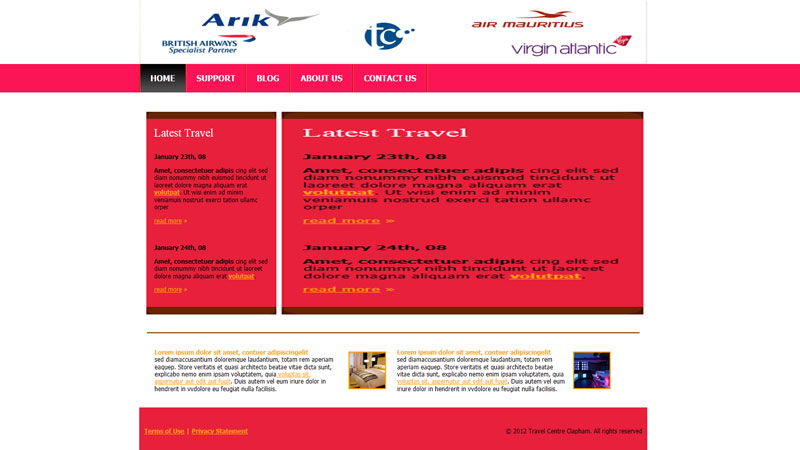 Arik
air mauritius
BRITISH AIRWAYS
Specialist Partner
tc
virgin atlantic
HOME SUPPORT BLOG ABOUT US CONTACT US
Latest Travel
January 23th, 08
Amet, consectetuer adipis cing elit sed
diam nonummy nibh euismod tincidunt ut
laoreet dolore magna aliquam erat
volutpat. Ut wisi enim ad minim
veniamuis nostrud exerci tation ullamc
orper
read more »
January 24th, 08
Amet, consectetuer adipis cing elit sed
diam nonummy nibh tincidunt ut laoreet
dolore magna aliquam erat volutpat.
read more »
Latest Travel
January 23th, 08
Amet, consectetuer adipis cing elit sed
diam nonummy nibh euismod tincidunt ut
laoreet dolore magna aliquam erat
volutpat. Ut wisi enim ad minim
veniamuis nostrud exerci tation ullamc
orper
read more »
January 24th, 08
Amet, consectetuer adipis cing elit sed
diam nonummy nibh tincidunt ut laoreet
dolore magna aliquam erat volutpat.
read more »
Lorem ipsum dolor sit amet, contuer adipiscingelit
sed diamaccusantium doloremque laudantium, totam rem aperiam
eaquep. Store veritatis et quasi architecto beatae vitae dicta sunt,
explicabo nemo enim ipsam voluptatem, quia voluptas sit,
aspernatur aut odit aut fugit. Duis autem vel eum iriure dolor in
hendrerit in vvdolore eu feugiat nulla facilisis.
Lorem ipsum dolor sit amet, contuer adipiscingelit
sed diamaccusantium doloremque laudantium, totam rem
aperiam eaquep. Store veritatis et quasi architecto beatae
vitae dicta sunt, explicabo nemo enim ipsam voluptatem, quia
voluptas sit, aspernatur aut odit aut fugit. Duis autem vel eum
iriure dolor in hendrerit in vvdolore eu feugiat nulla facilisis.
Terms of Use | Privacy Statement
© 2012 Travel Centre Clapham. All rights reserved